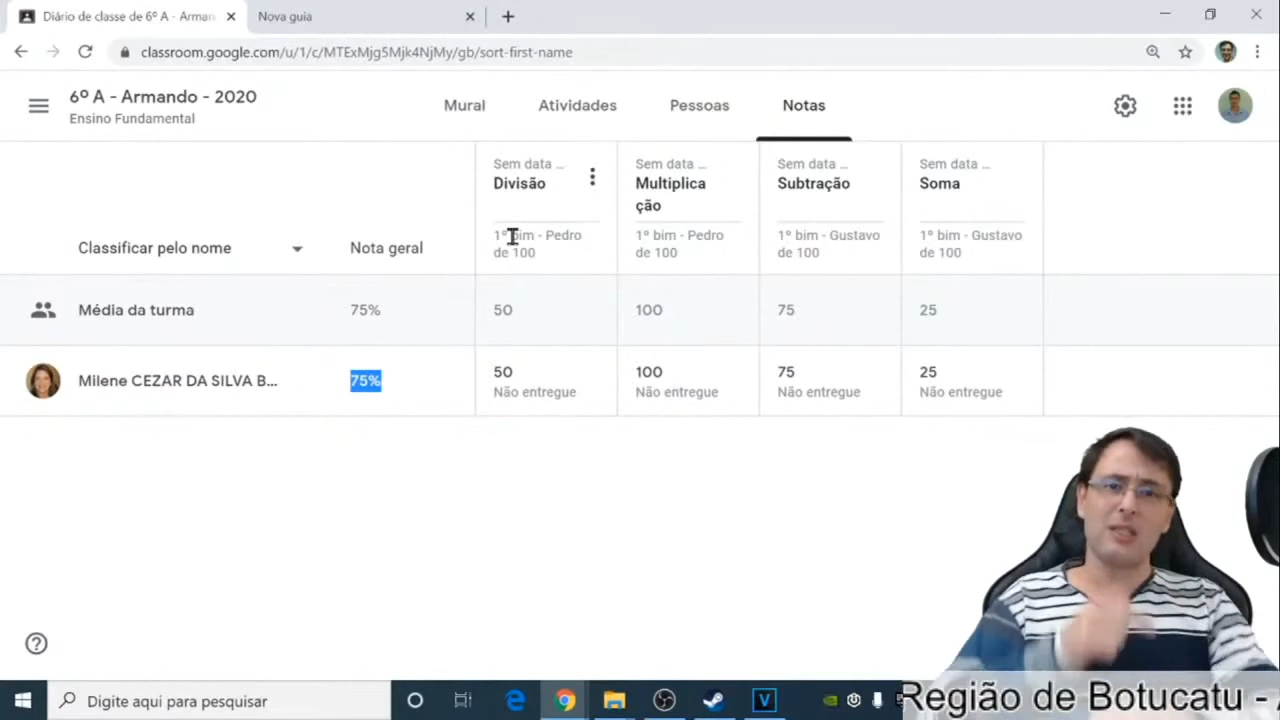 Diário de classe de 6º A - Arman
Nova guia
classroom.google.com/u/1/c/MTExMjg5Mjk4NjMy/gb/sort-first-name
6º A - Armando - 2020
Ensino Fundamental
Mural
Atividades
Pessoas
Notas
Sem data ...
Divisão
1º bim - Pedro
de 100
Sem data ...
Multiplica
ção
1º bim - Pedro
de 100
Sem data ...
Subtração
1º bim - Gustavo
de 100
Sem data ...
Soma
1º bim - Gustavo
de 100
Classificar pelo nome
Nota geral
Média da turma
75%
50
100
75
25
Milene CEZAR DA SILVA B...
75%
50
Não entregue
100
Não entregue
75
Não entregue
25
Não entregue
Digite aqui para pesquisar
Região de Botucatu -